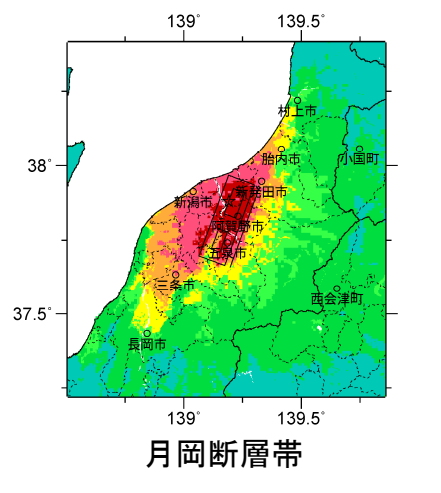 139° 139.5°
村上市
胎内市 小国町
38°
新発田市
新潟市
阿賀野市
五泉市
三条市
西会津町
37.5°
長岡市
139° 139.5°
月岡断層帯